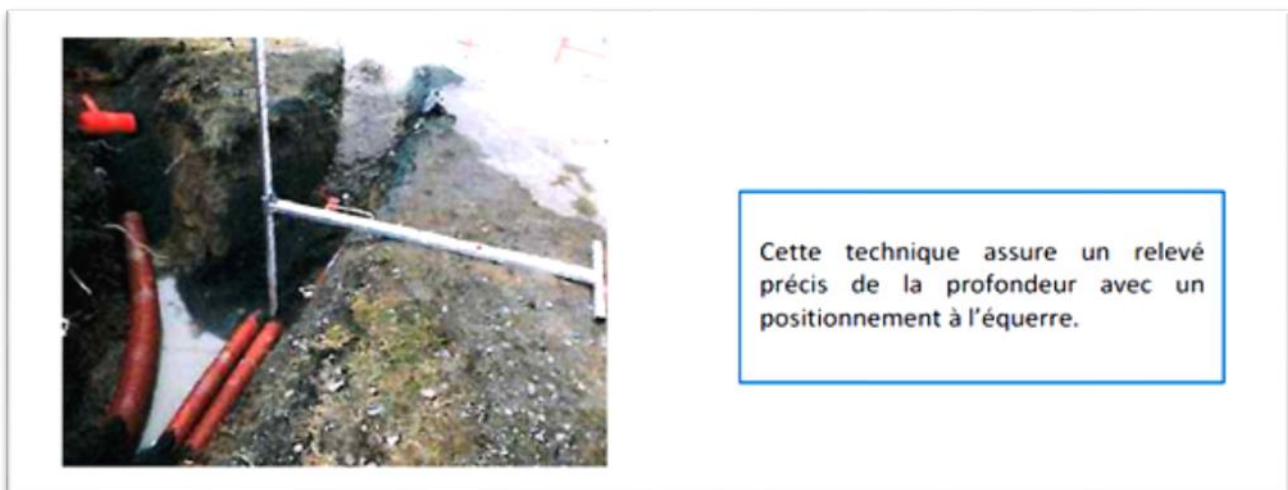 Cette technique assure un relevé
précis de la profondeur avec un
positionnement à l'équerre.